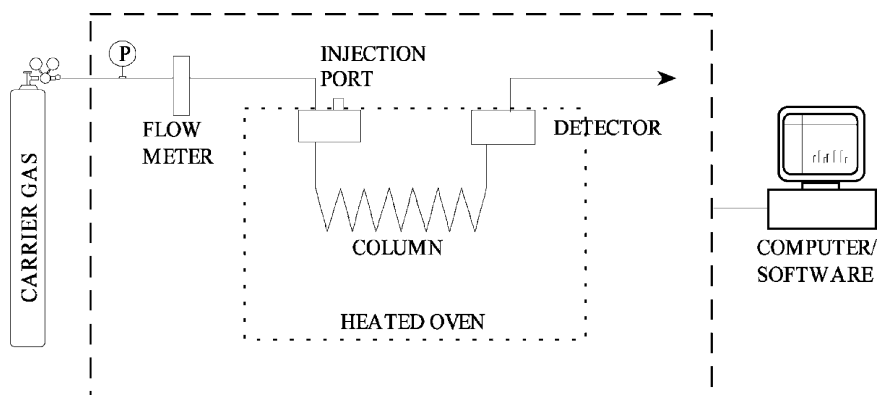 P
INJECTION
PORT
FLOW
METER
DETECTOR
CARRIER GAS
COLUMN
COMPUTER/
SOFTWARE
HEATED OVEN